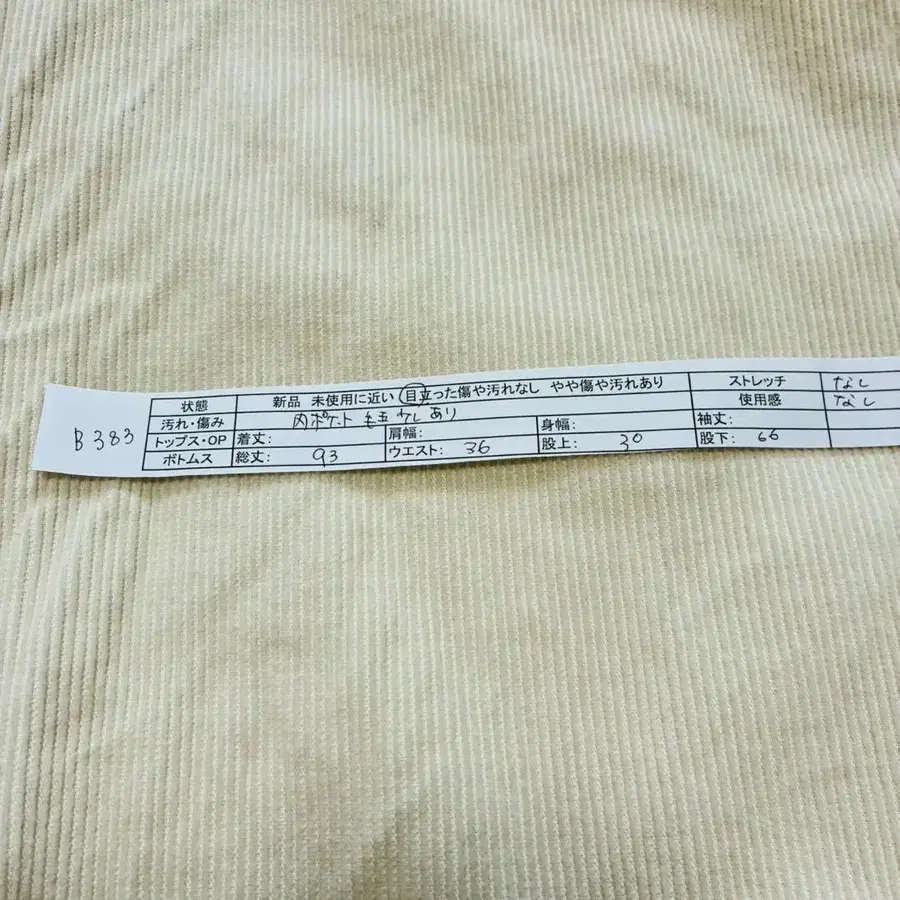 B383
状態 新品 未使用に近い 目立った傷や汚れなし やや傷や汚れあり ストレッチ なし
汚れ・傷み 内ポケット 毛玉 少しあり 使用感 なし
トップス・OP 着丈: 肩幅: 身幅: 袖丈:
ボトムス 総丈: 93 ウエスト: 36 股上: 30 股下: 66